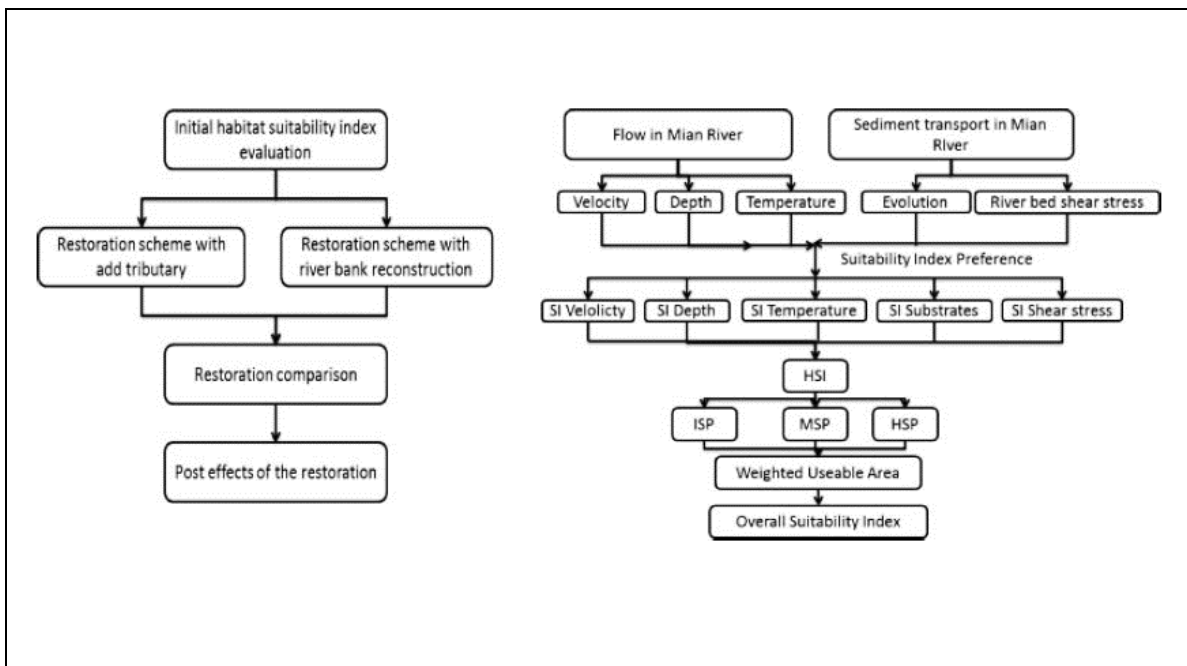 Initial habitat suitability index
evaluation
Restoration scheme with
add tributary
Restoration scheme with
river bank reconstruction
Restoration comparison
Post effects of the restoration
Flow in Mian River
Sediment transport in Mian
RIver
Velocity
Depth
Temperature
Evolution
River bed shear stress
Suitability Index Preference
SI Velolicty
SI Depth
SI Temperature
SI Substrates
SI Shear stress
HSI
ISP
MSP
HSP
Weighted Useable Area
Overall Suitability Index